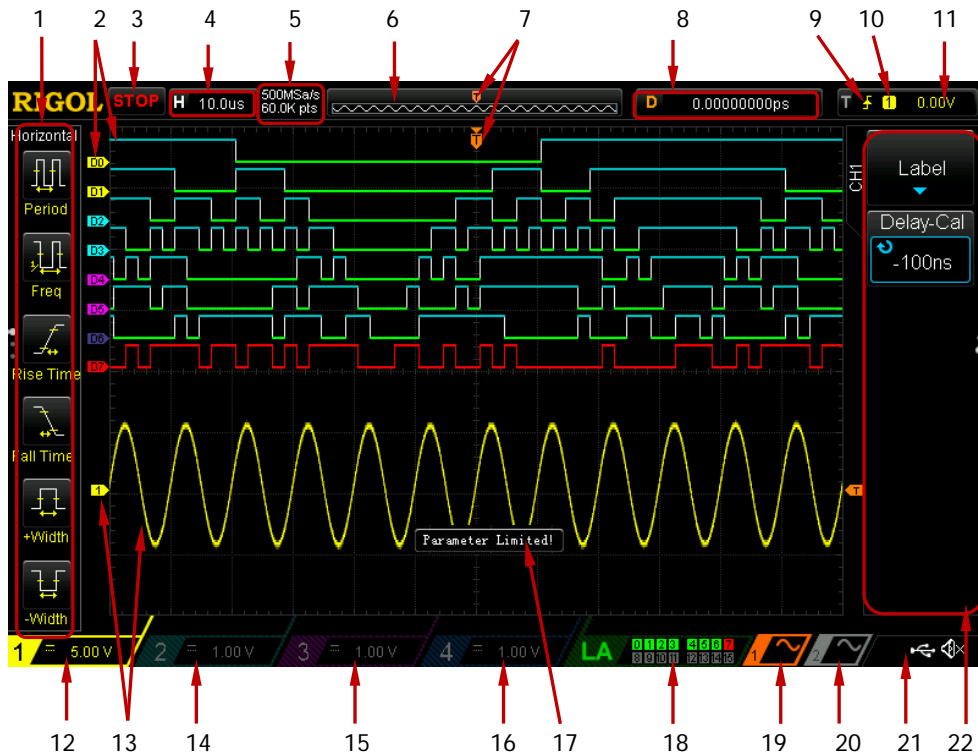 1 2 3 4 5 6 7 8 9 10 11
RIGOL STOP H 10.0us 500MSa/s 60.0K pts T D 0.00000000ps T 1 0.00V
Horizontal
T
CH1
D0
Label
D1
Period
D2
Delay-Cal
D3
-100ns
D4
Freq
D5
D6
D7
Rise Time
Fall Time
1
T
+Width
Parameter Limited!
-Width
1 5.00 V 2 1.00 V 3 1.00 V 4 1.00 V LA 0 1 2 3 4 5 6 7 1 2
8 9 10 11 12 13 14 15
12 13 14 15 16 17 18 19 20 21 22